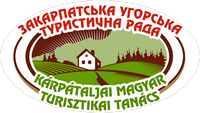 ЗАКАРПАТСЬКА УГОРСЬКА
ТУРИСТИЧНА РАДА
KÁRPÁTALJAI MAGYAR
TURISZTIKAI TANÁCS